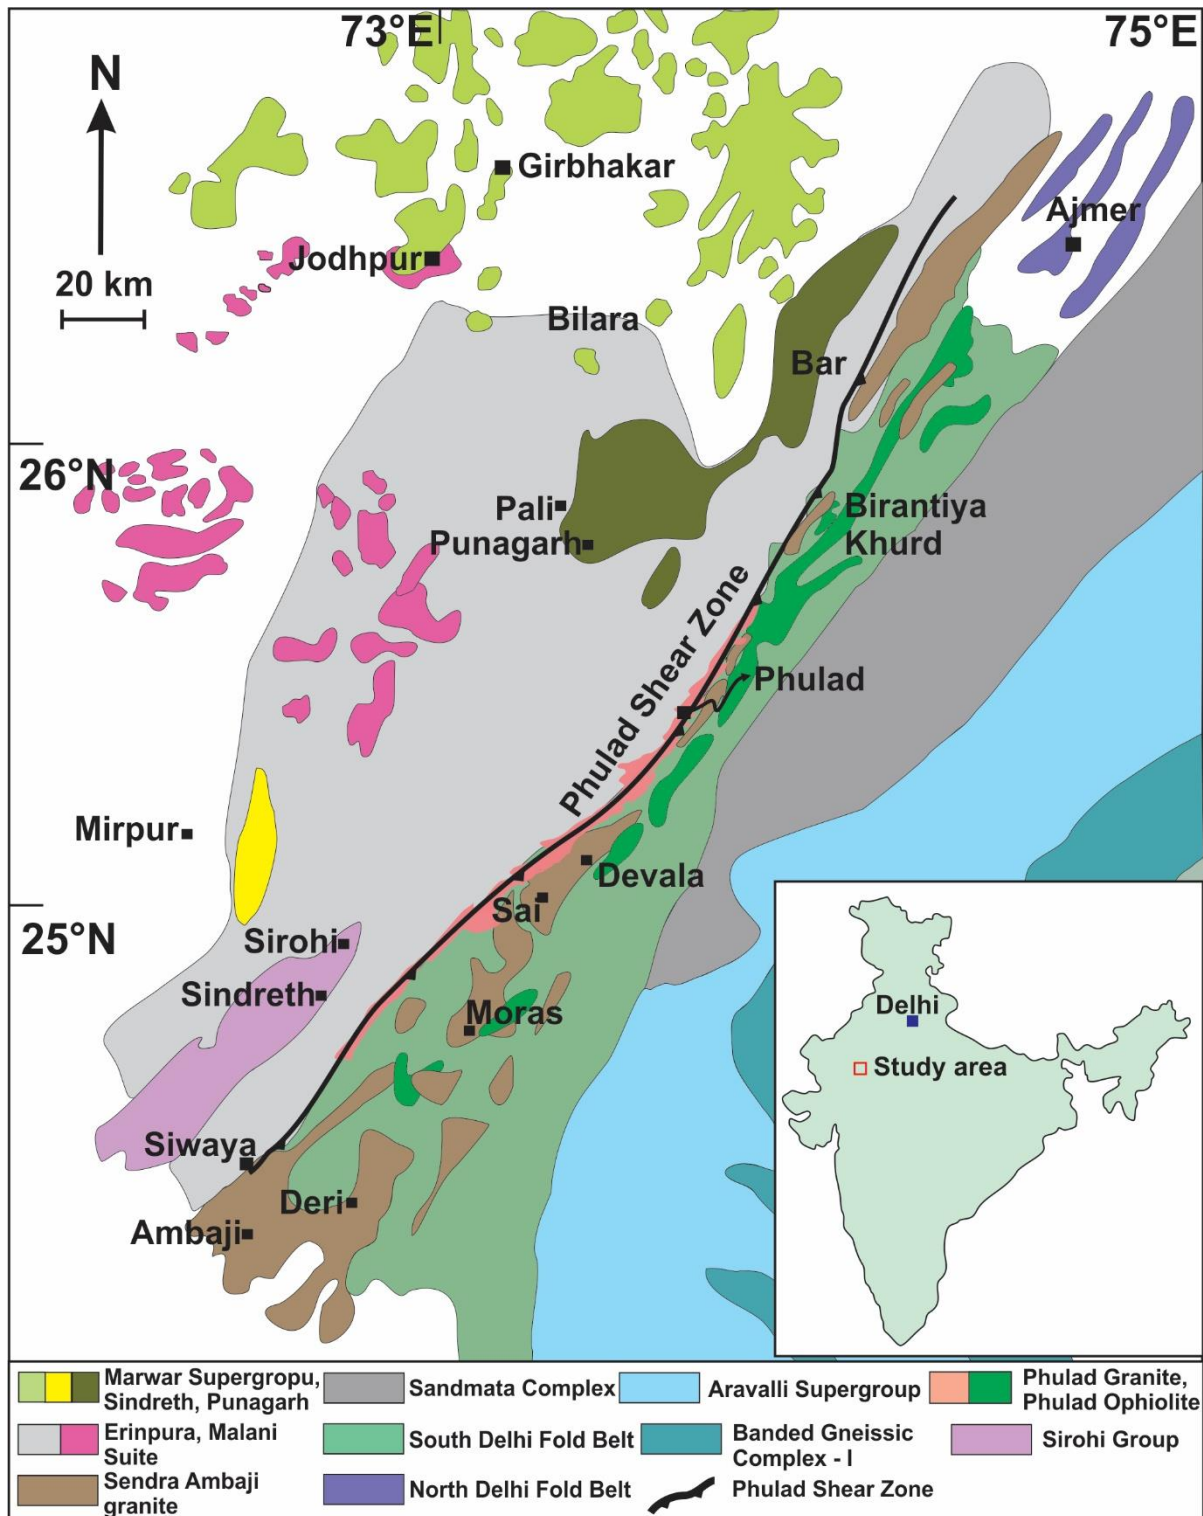 73°E
75°E
N
20 km
Girbhakar
Ajmer
Jodhpur
Bilara
Bar
26°N
Pali
Punagarh
Birantiya
Khurd
Phulad Shear Zone
Phulad
Mirpur
Devala
Sai
25°N
Sirohi
Sindreth
Moras
Siwaya
Deri
Ambaji
Delhi
Study area
Marwar Supergropu,
Sindreth, Punagarh
Sandmata Complex
Aravalli Supergroup
Phulad Granite,
Phulad Ophiolite
Erinpura, Malani
Suite
South Delhi Fold Belt
Banded Gneissic
Complex - I
Sirohi Group
Sendra Ambaji
granite
North Delhi Fold Belt
Phulad Shear Zone